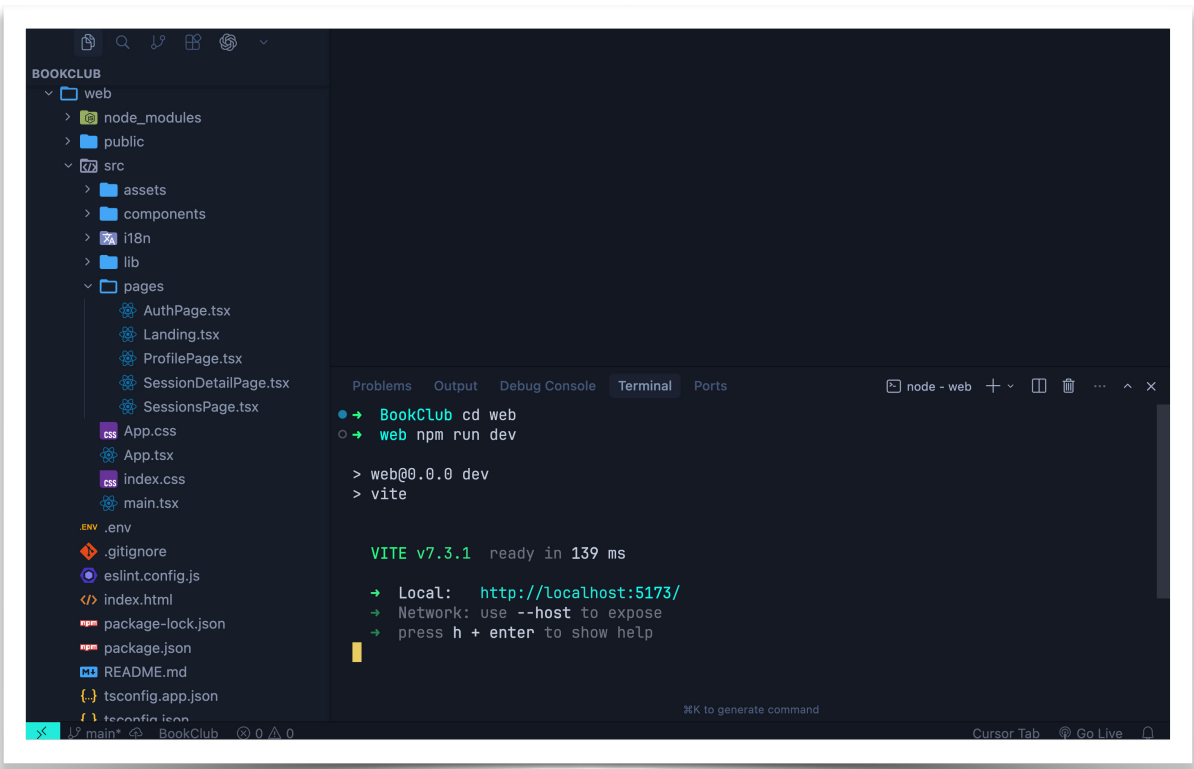 BOOKCLUB
web
node_modules
public
src
assets
components
i18n
lib
pages
AuthPage.tsx
Landing.tsx
ProfilePage.tsx
SessionDetailPage.tsx
SessionsPage.tsx
App.css
App.tsx
index.css
main.tsx
.ENV .env
.gitignore
eslint.config.js
index.html
npm package-lock.json
npm package.json
README.md
tsconfig.app.json
tsconfig.json
Problems Output Debug Console Terminal Ports node - web
➜ BookClub cd web
➜ web npm run dev
> web@0.0.0 dev
> vite
VITE v7.3.1 ready in 139 ms
➜ Local: http://localhost:5173/
➜ Network: use --host to expose
➜ press h + enter to show help
⌘K to generate command
main* BookClub 0 0 Cursor Tab Go Live